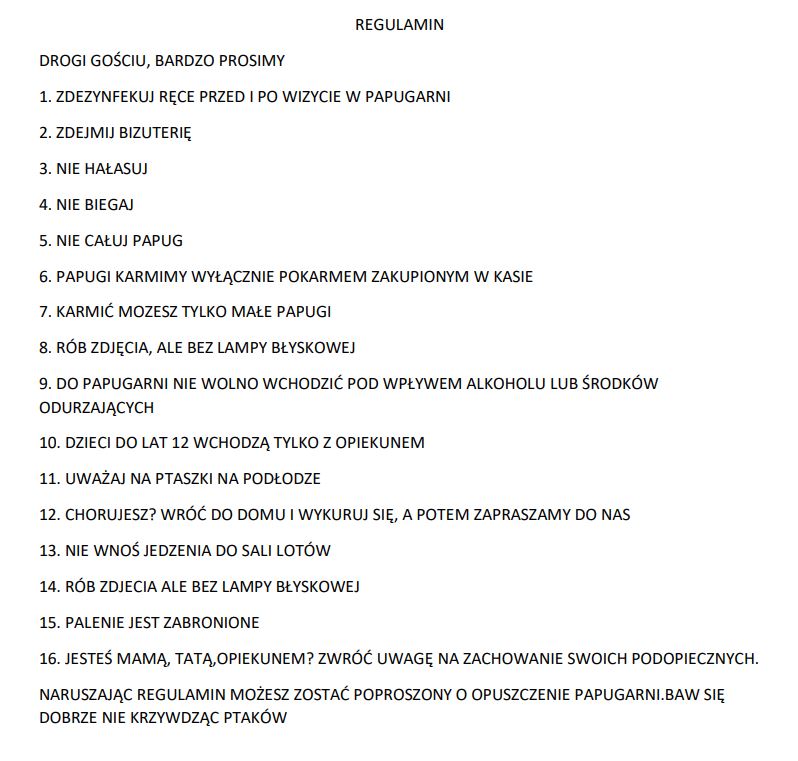 REGULAMIN
DROGI GOŚCIU, BARDZO PROSIMY
1. ZDEZYNFEKUJ RĘCE PRZED I PO WIZYCIE W PAPUGARNI
2. ZDEJMIJ BIZUTERIĘ
3. NIE HAŁASUJ
4. NIE BIEGAJ
5. NIE CAŁUJ PAPUG
6. PAPUGI KARMIMY WYŁĄCZNIE POKARMEM ZAKUPIONYM W KASIE
7. KARMIĆ MOZESZ TYLKO MAŁE PAPUGI
8. RÓB ZDJĘCIA, ALE BEZ LAMPY BŁYSKOWEJ
9. DO PAPUGARNI NIE WOLNO WCHODZIĆ POD WPŁYWEM ALKOHOLU LUB ŚRODKÓW
ODURZAJĄCYCH
10. DZIECI DO LAT 12 WCHODZĄ TYLKO Z OPIEKUNEM
11. UWAŻAJ NA PTASZKI NA PODŁODZE
12. CHORUJESZ? WRÓĆ DO DOMU I WYKURUJ SIĘ, A POTEM ZAPRASZAMY DO NAS
13. NIE WNOŚ JEDZENIA DO SALI LOTÓW
14. RÓB ZDJECIA ALE BEZ LAMPY BŁYSKOWEJ
15. PALENIE JEST ZABRONIONE
16. JESTEŚ MAMĄ, TATĄ,OPIEKUNEM? ZWRÓĆ UWAGĘ NA ZACHOWANIE SWOICH PODOPIECZNYCH.
NARUSZAJĄC REGULAMIN MOŻESZ ZOSTAĆ POPROSZONY O OPUSZCZENIE PAPUGARNI.BAW SIĘ
DOBRZE NIE KRZYWDZĄC PTAKÓW